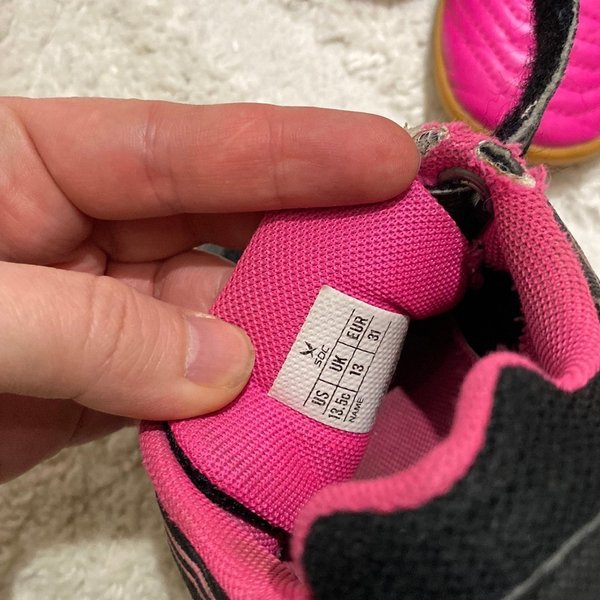 SDC
US UK EUR
13.5C 13 31
NAME